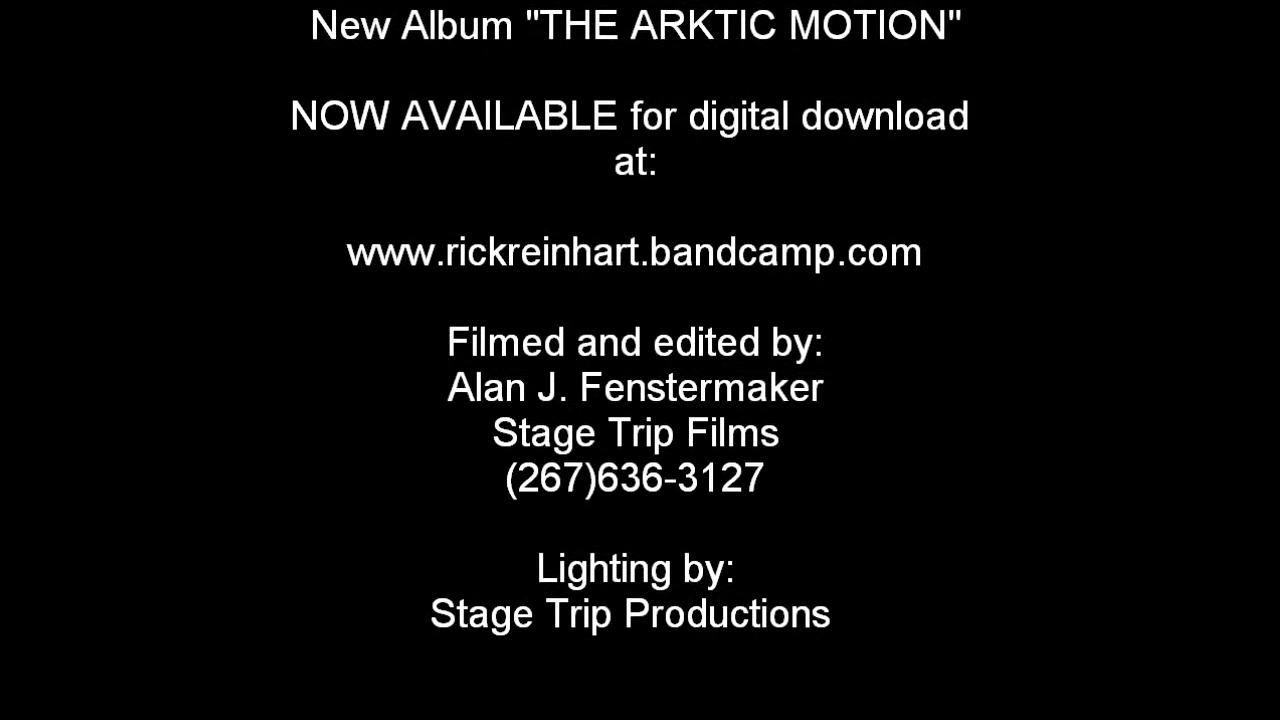 New Album "THE ARKTIC MOTION"
NOW AVAILABLE for digital download
at:
www.rickreinhart.bandcamp.com
Filmed and edited by:
Alan J. Fenstermaker
Stage Trip Films
(267)636-3127
Lighting by:
Stage Trip Productions